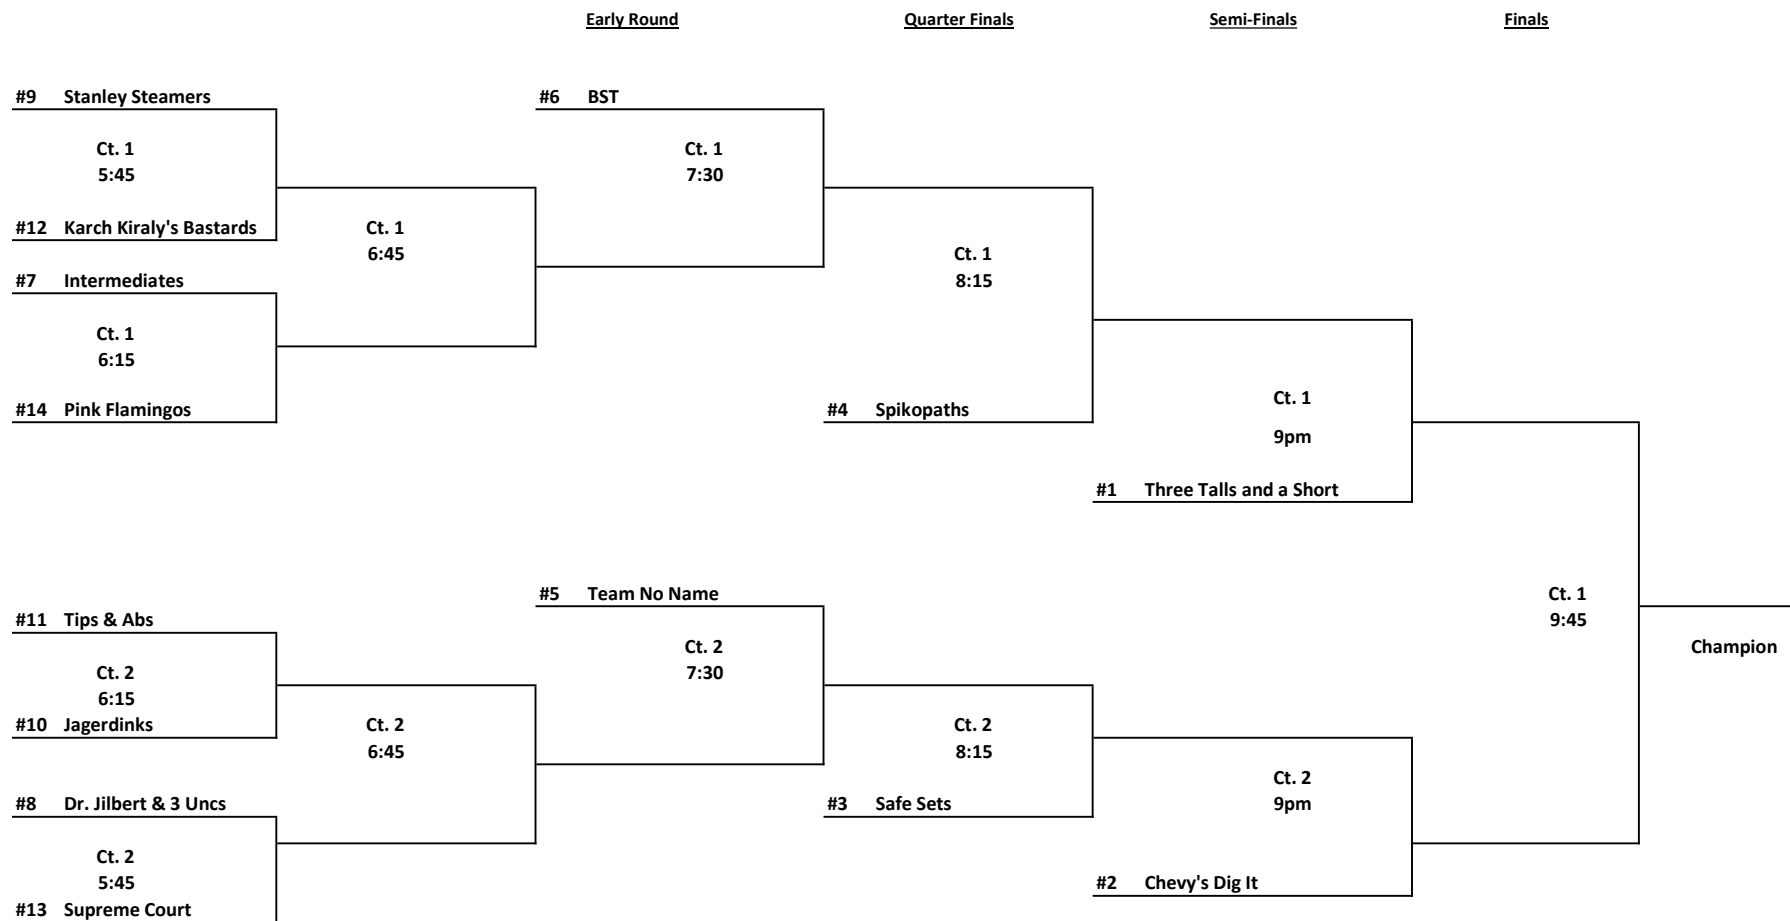 Early Round Quarter Finals Semi-Finals Finals
#9 Stanley Steamers #6 BST
Ct. 1 Ct. 1
5:45 7:30
#12 Karch Kiraly's Bastards Ct. 1
6:45 Ct. 1
#7 Intermediates 8:15
Ct. 1
6:15
Ct. 1
#14 Pink Flamingos #4 Spikopaths
9pm
#1 Three Talls and a Short
#5 Team No Name Ct. 1
#11 Tips & Abs 9:45
Ct. 2 Champion
Ct. 2 7:30
6:15
#10 Jagerdinks Ct. 2 Ct. 2
6:45 8:15
Ct. 2
#8 Dr. Jilbert & 3 Uncs #3 Safe Sets 9pm
Ct. 2
5:45 #2 Chevy's Dig It
#13 Supreme Court